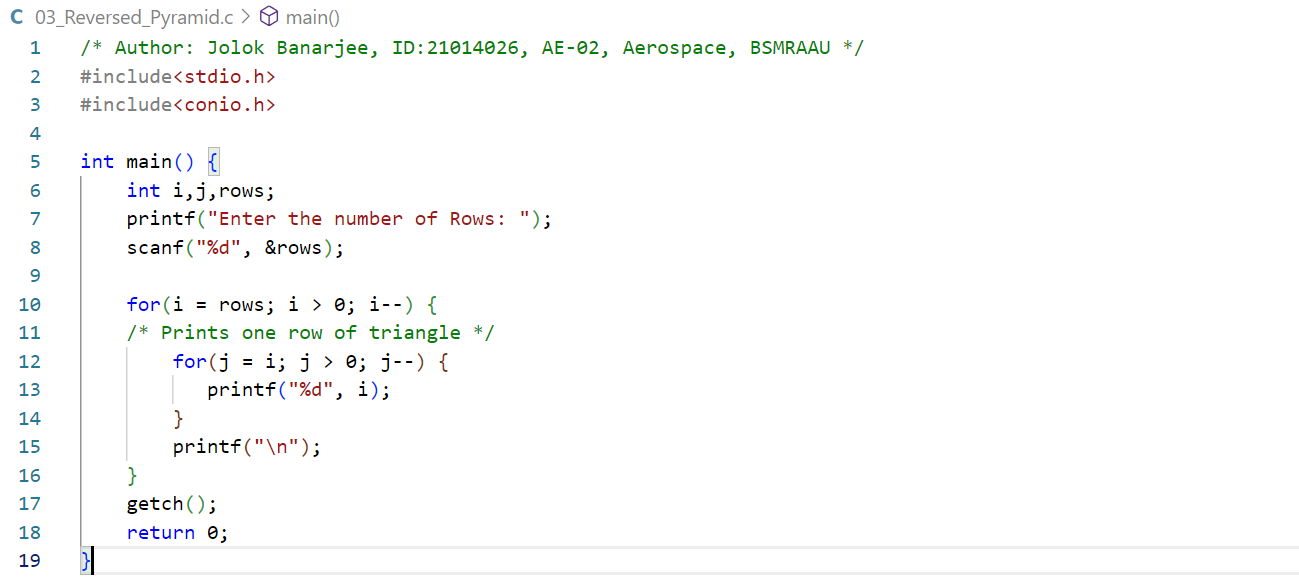 C 03_Reversed_Pyramid.c > main()
1 /* Author: Jolok Banarjee, ID:21014026, AE-02, Aerospace, BSMRAAU */
2 #include<stdio.h>
3 #include<conio.h>
4
5 int main() {
6     int i,j,rows;
7     printf("Enter the number of Rows: ");
8     scanf("%d", &rows);
9
10     for(i = rows; i > 0; i--) {
11     /* Prints one row of triangle */
12         for(j = i; j > 0; j--) {
13            printf("%d", i);
14         }
15         printf("\n");
16     }
17     getch();
18     return 0;
19 }